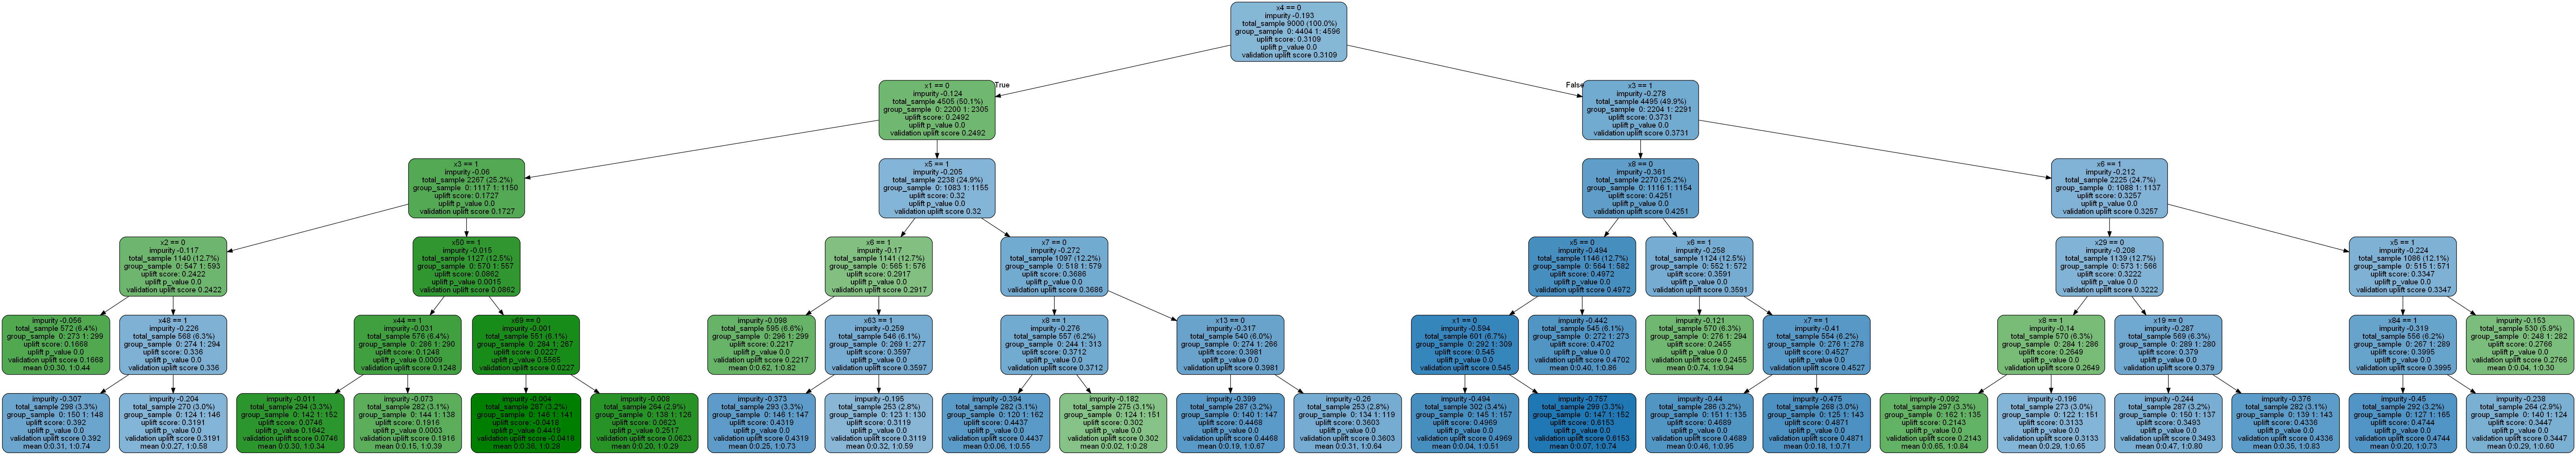 x4 == 0
impurity -0.193
total_sample 9000 (100.0%)
group_sample 0: 4404 1: 4596
uplift score: 0.3109
uplift p_value 0.0
validation uplift score 0.3109
True
False
x1 == 0
impurity -0.124
total_sample 4505 (50.1%)
group_sample 0: 2200 1: 2305
uplift score: 0.2492
uplift p_value 0.0
validation uplift score 0.2492
x3 == 1
impurity -0.278
total_sample 4495 (49.9%)
group_sample 0: 2204 1: 2291
uplift score: 0.3731
uplift p_value 0.0
validation uplift score 0.3731
x3 == 1
impurity -0.06
total_sample 2267 (25.2%)
group_sample 0: 1117 1: 1150
uplift score: 0.1727
uplift p_value 0.0
validation uplift score 0.1727
x5 == 1
impurity -0.205
total_sample 2238 (24.9%)
group_sample 0: 1083 1: 1155
uplift score: 0.32
uplift p_value 0.0
validation uplift score 0.32
x8 == 0
impurity -0.361
total_sample 2270 (25.2%)
group_sample 0: 1116 1: 1154
uplift score: 0.4251
uplift p_value 0.0
validation uplift score 0.4251
x6 == 1
impurity -0.212
total_sample 2225 (24.7%)
group_sample 0: 1088 1: 1137
uplift score: 0.3257
uplift p_value 0.0
validation uplift score 0.3257
x2 == 0
impurity -0.117
total_sample 1140 (12.7%)
group_sample 0: 547 1: 593
uplift score: 0.2422
uplift p_value 0.0
validation uplift score 0.2422
x50 == 1
impurity -0.015
total_sample 1127 (12.5%)
group_sample 0: 570 1: 557
uplift score: 0.0862
uplift p_value 0.0015
validation uplift score 0.0862
x6 == 1
impurity -0.17
total_sample 1141 (12.7%)
group_sample 0: 565 1: 576
uplift score: 0.2917
uplift p_value 0.0
validation uplift score 0.2917
x7 == 0
impurity -0.272
total_sample 1097 (12.2%)
group_sample 0: 518 1: 579
uplift score: 0.3686
uplift p_value 0.0
validation uplift score 0.3686
x5 == 0
impurity -0.494
total_sample 1146 (12.7%)
group_sample 0: 564 1: 582
uplift score: 0.4972
uplift p_value 0.0
validation uplift score 0.4972
x6 == 1
impurity -0.258
total_sample 1124 (12.5%)
group_sample 0: 552 1: 572
uplift score: 0.3591
uplift p_value 0.0
validation uplift score 0.3591
x29 == 0
impurity -0.208
total_sample 1139 (12.7%)
group_sample 0: 573 1: 566
uplift score: 0.3222
uplift p_value 0.0
validation uplift score 0.3222
x5 == 1
impurity -0.224
total_sample 1086 (12.1%)
group_sample 0: 515 1: 571
uplift score: 0.3347
uplift p_value 0.0
validation uplift score 0.3347
impurity -0.056
total_sample 572 (6.4%)
group_sample 0: 273 1: 299
uplift score: 0.1668
uplift p_value 0.0
validation uplift score 0.1668
mean 0:0.30, 1:0.44
x48 == 1
impurity -0.226
total_sample 568 (6.3%)
group_sample 0: 274 1: 294
uplift score: 0.336
uplift p_value 0.0
validation uplift score 0.336
x44 == 1
impurity -0.031
total_sample 576 (6.4%)
group_sample 0: 286 1: 290
uplift score: 0.1248
uplift p_value 0.0009
validation uplift score 0.1248
x69 == 0
impurity -0.001
total_sample 551 (6.1%)
group_sample 0: 284 1: 267
uplift score: 0.0227
uplift p_value 0.5565
validation uplift score 0.0227
impurity -0.098
total_sample 595 (6.6%)
group_sample 0: 296 1: 299
uplift score: 0.2217
uplift p_value 0.0
validation uplift score 0.2217
mean 0:0.62, 1:0.82
x63 == 1
impurity -0.259
total_sample 546 (6.1%)
group_sample 0: 269 1: 277
uplift score: 0.3597
uplift p_value 0.0
validation uplift score 0.3597
x8 == 1
impurity -0.276
total_sample 557 (6.2%)
group_sample 0: 244 1: 313
uplift score: 0.3712
uplift p_value 0.0
validation uplift score 0.3712
x13 == 0
impurity -0.317
total_sample 540 (6.0%)
group_sample 0: 274 1: 266
uplift score: 0.3981
uplift p_value 0.0
validation uplift score 0.3981
x1 == 0
impurity -0.594
total_sample 601 (6.7%)
group_sample 0: 292 1: 309
uplift score: 0.545
uplift p_value 0.0
validation uplift score 0.545
impurity -0.442
total_sample 545 (6.1%)
group_sample 0: 272 1: 273
uplift score: 0.4702
uplift p_value 0.0
validation uplift score 0.4702
mean 0:0.40, 1:0.86
impurity -0.121
total_sample 570 (6.3%)
group_sample 0: 276 1: 294
uplift score: 0.2455
uplift p_value 0.0
validation uplift score 0.2455
mean 0:0.74, 1:0.94
x7 == 1
impurity -0.41
total_sample 554 (6.2%)
group_sample 0: 276 1: 278
uplift score: 0.4527
uplift p_value 0.0
validation uplift score 0.4527
x8 == 1
impurity -0.14
total_sample 570 (6.3%)
group_sample 0: 284 1: 286
uplift score: 0.2649
uplift p_value 0.0
validation uplift score 0.2649
x19 == 0
impurity -0.287
total_sample 569 (6.3%)
group_sample 0: 289 1: 280
uplift score: 0.379
uplift p_value 0.0
validation uplift score 0.379
x84 == 1
impurity -0.319
total_sample 556 (6.2%)
group_sample 0: 267 1: 289
uplift score: 0.3995
uplift p_value 0.0
validation uplift score 0.3995
impurity -0.153
total_sample 530 (5.9%)
group_sample 0: 248 1: 282
uplift score: 0.2766
uplift p_value 0.0
validation uplift score 0.2766
mean 0:0.04, 1:0.30
impurity -0.307
total_sample 298 (3.3%)
group_sample 0: 150 1: 148
uplift score: 0.392
uplift p_value 0.0
validation uplift score 0.392
mean 0:0.31, 1:0.74
impurity -0.204
total_sample 270 (3.0%)
group_sample 0: 124 1: 146
uplift score: 0.3191
uplift p_value 0.0
validation uplift score 0.3191
mean 0:0.27, 1:0.58
impurity -0.011
total_sample 294 (3.3%)
group_sample 0: 142 1: 152
uplift score: 0.0746
uplift p_value 0.1642
validation uplift score 0.0746
mean 0:0.30, 1:0.34
impurity -0.073
total_sample 282 (3.1%)
group_sample 0: 144 1: 138
uplift score: 0.1916
uplift p_value 0.0003
validation uplift score 0.1916
mean 0:0.15, 1:0.39
impurity -0.004
total_sample 287 (3.2%)
group_sample 0: 146 1: 141
uplift score: -0.0418
uplift p_value 0.4419
validation uplift score -0.0418
mean 0:0.36, 1:0.28
impurity -0.008
total_sample 264 (2.9%)
group_sample 0: 138 1: 126
uplift score: 0.0623
uplift p_value 0.2517
validation uplift score 0.0623
mean 0:0.20, 1:0.29
impurity -0.373
total_sample 293 (3.3%)
group_sample 0: 146 1: 147
uplift score: 0.4319
uplift p_value 0.0
validation uplift score 0.4319
mean 0:0.25, 1:0.73
impurity -0.195
total_sample 253 (2.8%)
group_sample 0: 123 1: 130
uplift score: 0.3119
uplift p_value 0.0
validation uplift score 0.3119
mean 0:0.32, 1:0.59
impurity -0.394
total_sample 282 (3.1%)
group_sample 0: 120 1: 162
uplift score: 0.4437
uplift p_value 0.0
validation uplift score 0.4437
mean 0:0.06, 1:0.55
impurity -0.182
total_sample 275 (3.1%)
group_sample 0: 124 1: 151
uplift score: 0.302
uplift p_value 0.0
validation uplift score 0.302
mean 0:0.02, 1:0.28
impurity -0.399
total_sample 287 (3.2%)
group_sample 0: 140 1: 147
uplift score: 0.4468
uplift p_value 0.0
validation uplift score 0.4468
mean 0:0.19, 1:0.67
impurity -0.26
total_sample 253 (2.8%)
group_sample 0: 134 1: 119
uplift score: 0.3603
uplift p_value 0.0
validation uplift score 0.3603
mean 0:0.31, 1:0.64
impurity -0.494
total_sample 302 (3.4%)
group_sample 0: 145 1: 157
uplift score: 0.4969
uplift p_value 0.0
validation uplift score 0.4969
mean 0:0.04, 1:0.51
impurity -0.757
total_sample 299 (3.3%)
group_sample 0: 147 1: 152
uplift score: 0.6153
uplift p_value 0.0
validation uplift score 0.6153
mean 0:0.07, 1:0.74
impurity -0.44
total_sample 286 (3.2%)
group_sample 0: 151 1: 135
uplift score: 0.4689
uplift p_value 0.0
validation uplift score 0.4689
mean 0:0.46, 1:0.95
impurity -0.475
total_sample 268 (3.0%)
group_sample 0: 125 1: 143
uplift score: 0.4871
uplift p_value 0.0
validation uplift score 0.4871
mean 0:0.18, 1:0.71
impurity -0.092
total_sample 297 (3.3%)
group_sample 0: 162 1: 135
uplift score: 0.2143
uplift p_value 0.0
validation uplift score 0.2143
mean 0:0.65, 1:0.84
impurity -0.196
total_sample 273 (3.0%)
group_sample 0: 122 1: 151
uplift score: 0.3133
uplift p_value 0.0
validation uplift score 0.3133
mean 0:0.29, 1:0.65
impurity -0.244
total_sample 287 (3.2%)
group_sample 0: 150 1: 137
uplift score: 0.3493
uplift p_value 0.0
validation uplift score 0.3493
mean 0:0.47, 1:0.80
impurity -0.376
total_sample 282 (3.1%)
group_sample 0: 139 1: 143
uplift score: 0.4336
uplift p_value 0.0
validation uplift score 0.4336
mean 0:0.35, 1:0.83
impurity -0.45
total_sample 292 (3.2%)
group_sample 0: 127 1: 165
uplift score: 0.4744
uplift p_value 0.0
validation uplift score 0.4744
mean 0:0.20, 1:0.73
impurity -0.238
total_sample 264 (2.9%)
group_sample 0: 140 1: 124
uplift score: 0.3447
uplift p_value 0.0
validation uplift score 0.3447
mean 0:0.29, 1:0.60